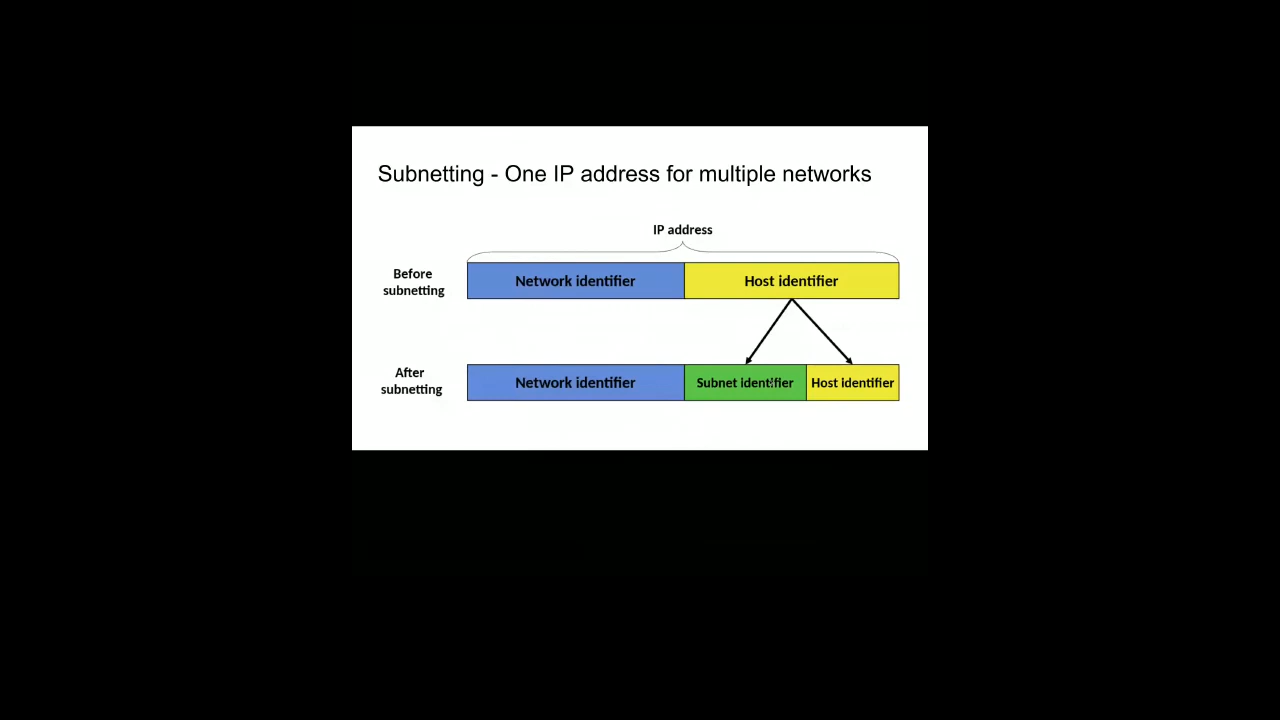 Subnetting - One IP address for multiple networks
IP address
Before
subnetting
Network identifier
Host identifier
After
subnetting
Network identifier
Subnet identifier
Host identifier